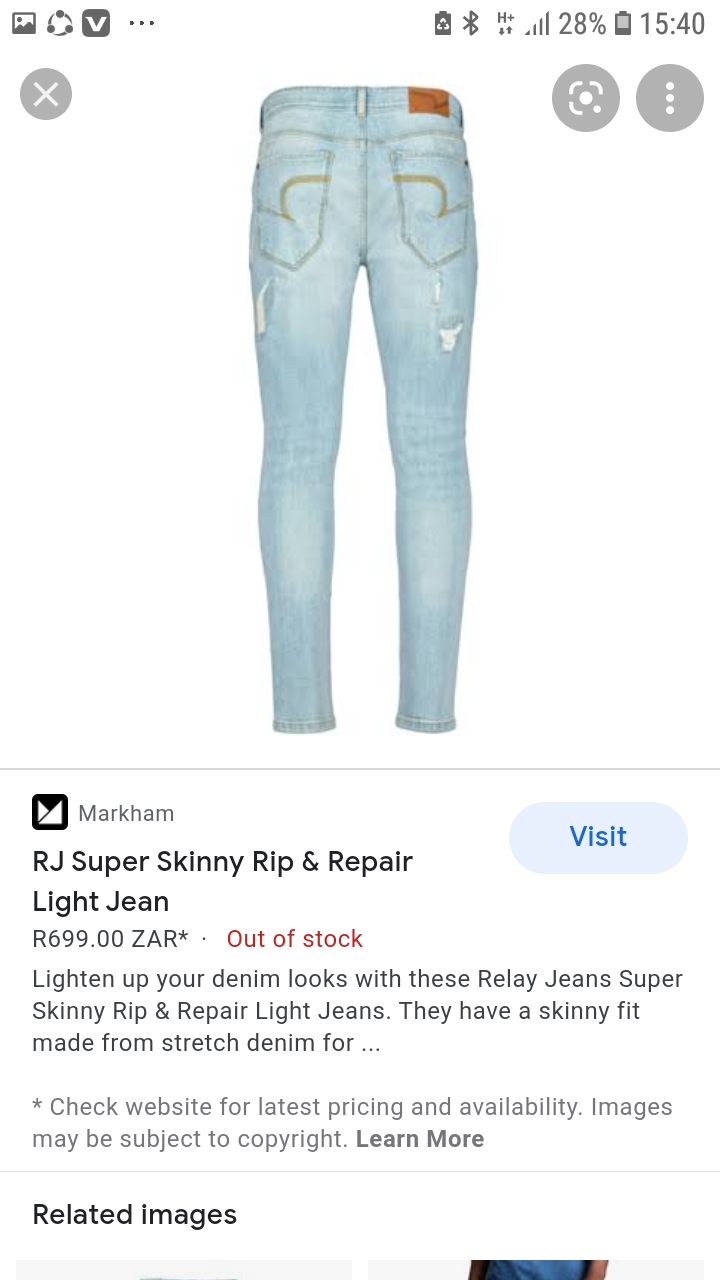 H+ 28% 15:40
Markham
Visit
RJ Super Skinny Rip & Repair
Light Jean
R699.00 ZAR* · Out of stock
Lighten up your denim looks with these Relay Jeans Super
Skinny Rip & Repair Light Jeans. They have a skinny fit
made from stretch denim for ...
* Check website for latest pricing and availability. Images
may be subject to copyright. Learn More
Related images